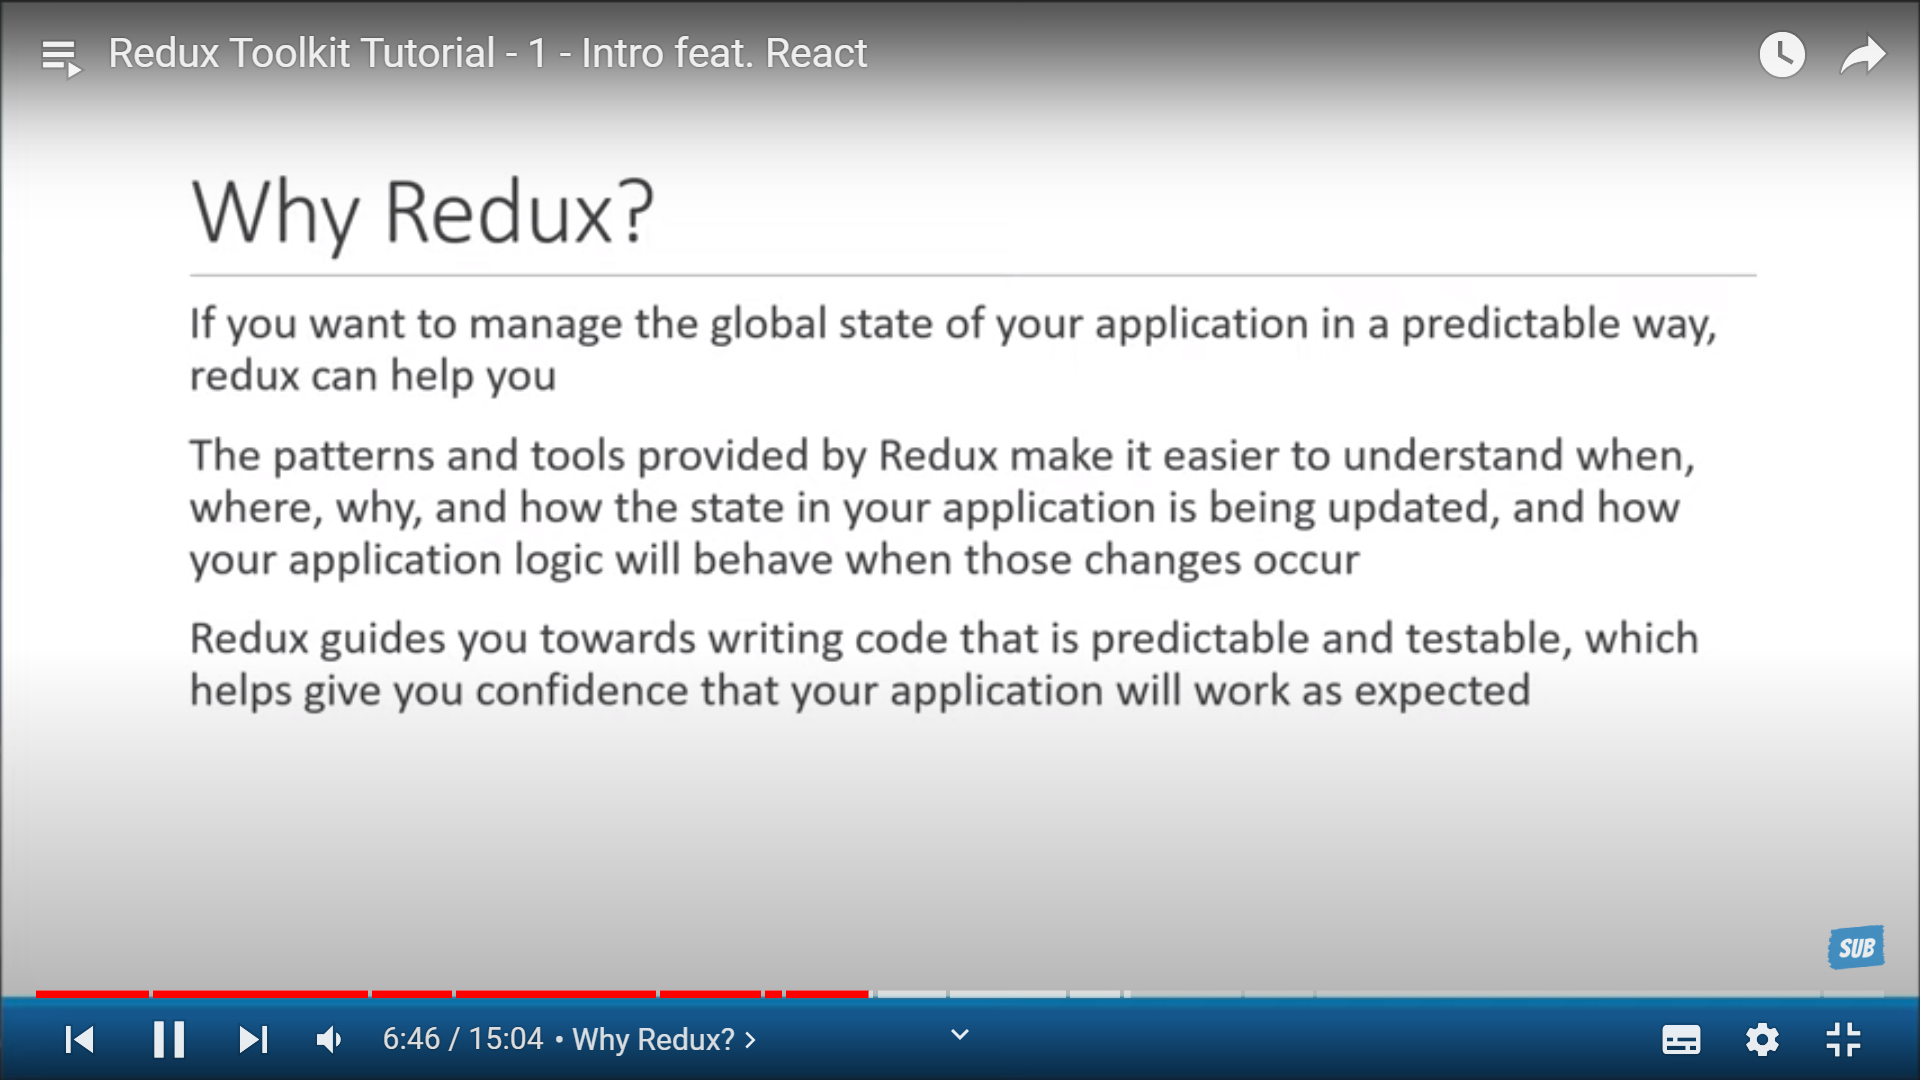 Redux Toolkit Tutorial - 1 - Intro feat. React
Why Redux?
If you want to manage the global state of your application in a predictable way,
redux can help you
The patterns and tools provided by Redux make it easier to understand when,
where, why, and how the state in your application is being updated, and how
your application logic will behave when those changes occur
Redux guides you towards writing code that is predictable and testable, which
helps give you confidence that your application will work as expected
SUB
6:46 / 15:04 • Why Redux? >